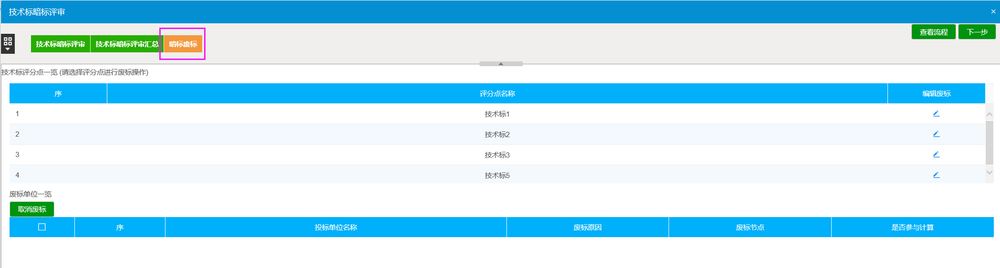 技术标暗标评审
×
查看流程 下一步
技术标暗标评审 技术标暗标评审汇总 暗标废标
技术标评分点一览 (请选择评分点进行废标操作)
序 评分点名称 编辑废标
1 技术标1
2 技术标2
3 技术标3
4 技术标5
废标单位一览
取消废标
序 投标单位名称 废标原因 废标节点 是否参与计算